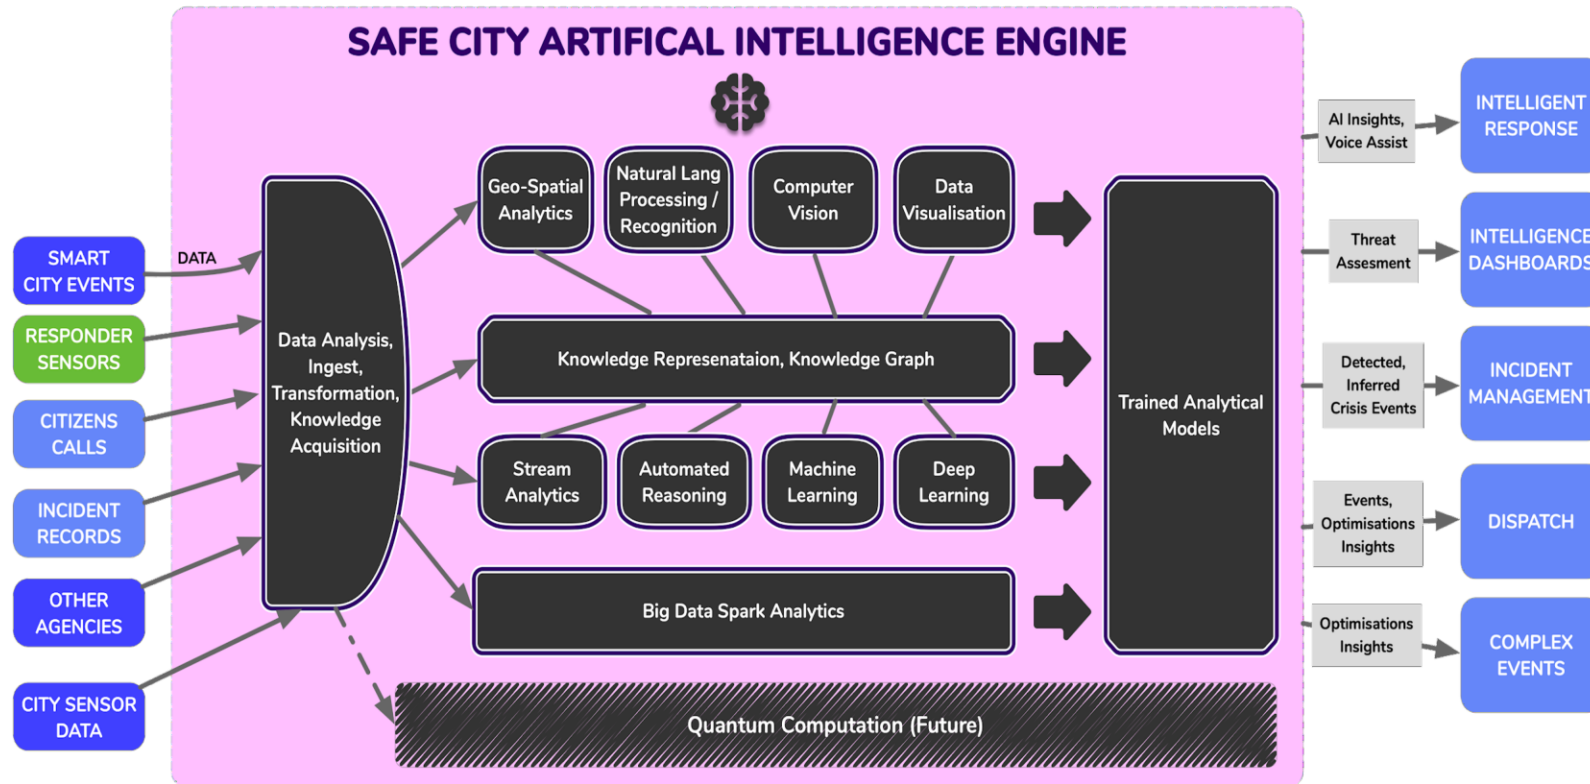 SAFE CITY ARTIFICAL INTELLIGENCE ENGINE
SMART
CITY EVENTS
DATA
RESPONDER
SENSORS
CITIZENS
CALLS
INCIDENT
RECORDS
OTHER
AGENCIES
CITY SENSOR
DATA
Data Analysis,
Ingest,
Transformation,
Knowledge
Acquisition
Geo-Spatial
Analytics
Natural Lang
Processing /
Recognition
Computer
Vision
Data
Visualisation
Knowledge Represenataion, Knowledge Graph
Stream
Analytics
Automated
Reasoning
Machine
Learning
Deep
Learning
Big Data Spark Analytics
Quantum Computation (Future)
Trained Analytical
Models
AI Insights,
Voice Assist
INTELLIGENT
RESPONSE
Threat
Assesment
INTELLIGENCE
DASHBOARDS
Detected,
Inferred
Crisis Events
INCIDENT
MANAGEMENT
Events,
Optimisations
Insights
DISPATCH
Optimisations
Insights
COMPLEX
EVENTS